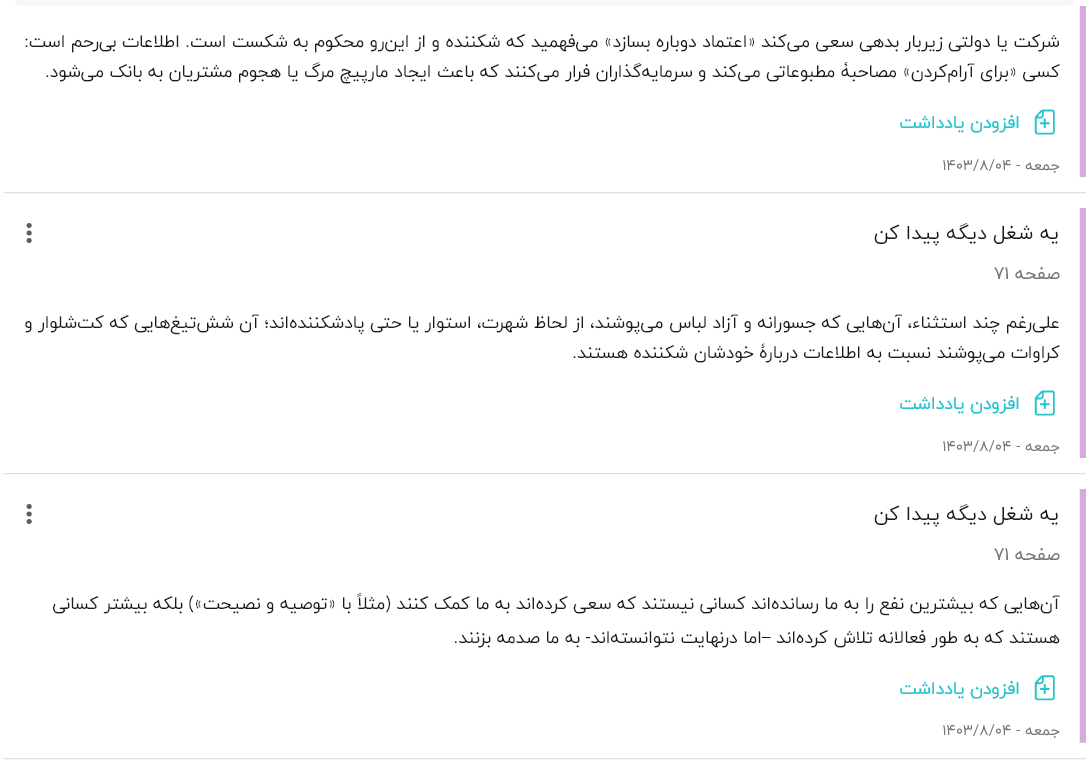 شرکت یا دولتی زیربار بدهی سعی می‌کند «اعتماد دوباره بسازد» می‌فهمید که شکننده و از این‌رو محکوم به شکست است. اطلاعات بی‌رحم است:
کسی «برای آرام‌کردن» مصاحبهٔ مطبوعاتی می‌کند و سرمایه‌گذاران فرار می‌کنند که باعث ایجاد مارپیچ مرگ یا هجوم مشتریان به بانک می‌شود.
افزودن یادداشت
جمعه - ۱۴۰۳/۸/۰۴
یه شغل دیگه پیدا کن
صفحه ۷۱
علی‌رغم چند استثناء، آن‌هایی که جسورانه و آزاد لباس می‌پوشند، از لحاظ شهرت، استوار یا حتی پادشکننده‌اند؛ آن شش‌تیغ‌هایی که کت‌شلوار و
کراوات می‌پوشند نسبت به اطلاعات دربارهٔ خودشان شکننده هستند.
افزودن یادداشت
جمعه - ۱۴۰۳/۸/۰۴
یه شغل دیگه پیدا کن
صفحه ۷۱
آن‌هایی که بیشترین نفع را به ما رسانده‌اند کسانی نیستند که سعی کرده‌اند به ما کمک کنند (مثلاً با «توصیه و نصیحت») بلکه بیشتر کسانی
هستند که به طور فعالانه تلاش کرده‌اند –اما درنهایت نتوانسته‌اند- به ما صدمه بزنند.
افزودن یادداشت
جمعه - ۱۴۰۳/۸/۰۴